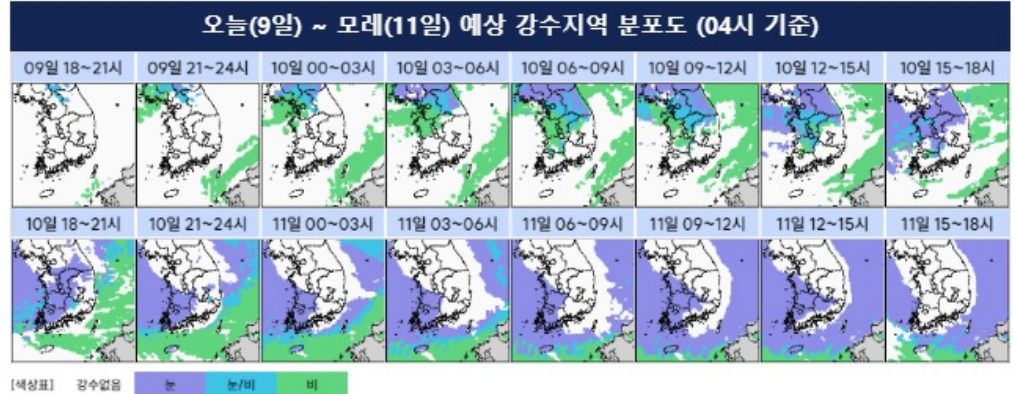 오늘(9일) ~ 모레(11일) 예상 강수지역 분포도 (04시 기준)
09일 18~21시 09일 21~24시 10일 00~03시 10일 03~06시 10일 06~09시 10일 09~12시 10일 12~15시 10일 15~18시
10일 18~21시 10일 21~24시 11일 00~03시 11일 03~06시 11일 06~09시 11일 09~12시 11일 12~15시 11일 15~18시
[색상표] 강수없음 눈 눈/비 비